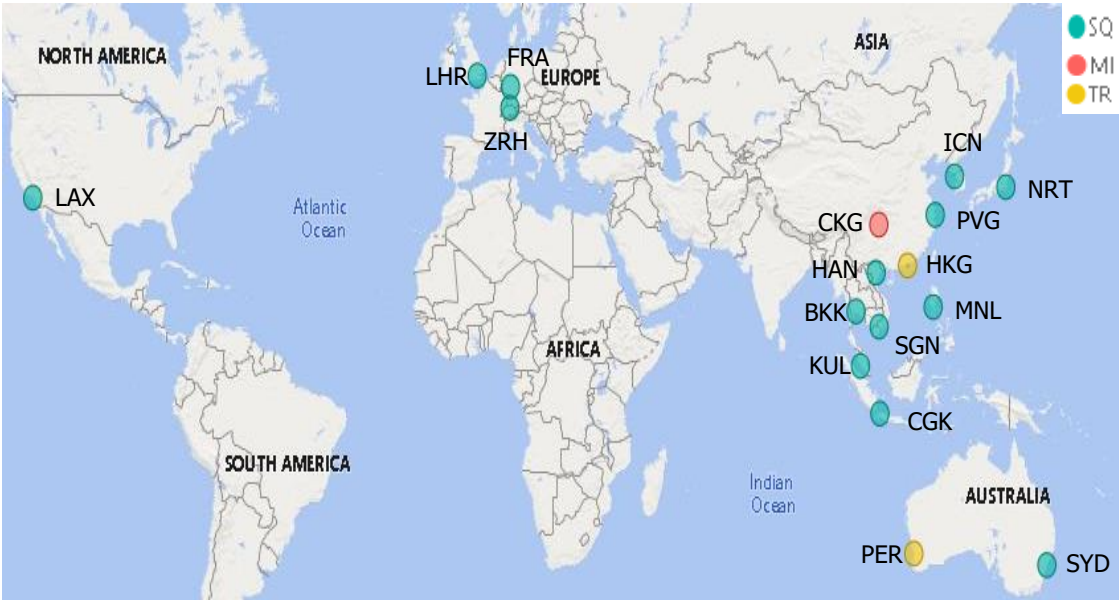 SQ
MI
TR
NORTH AMERICA
ASIA
FRA
LHR
EUROPE
ZRH
ICN
NRT
LAX
Atlantic
Ocean
CKG
PVG
HAN
HKG
BKK
MNL
SGN
AFRICA
KUL
CGK
SOUTH AMERICA
Indian
Ocean
AUSTRALIA
PER
SYD